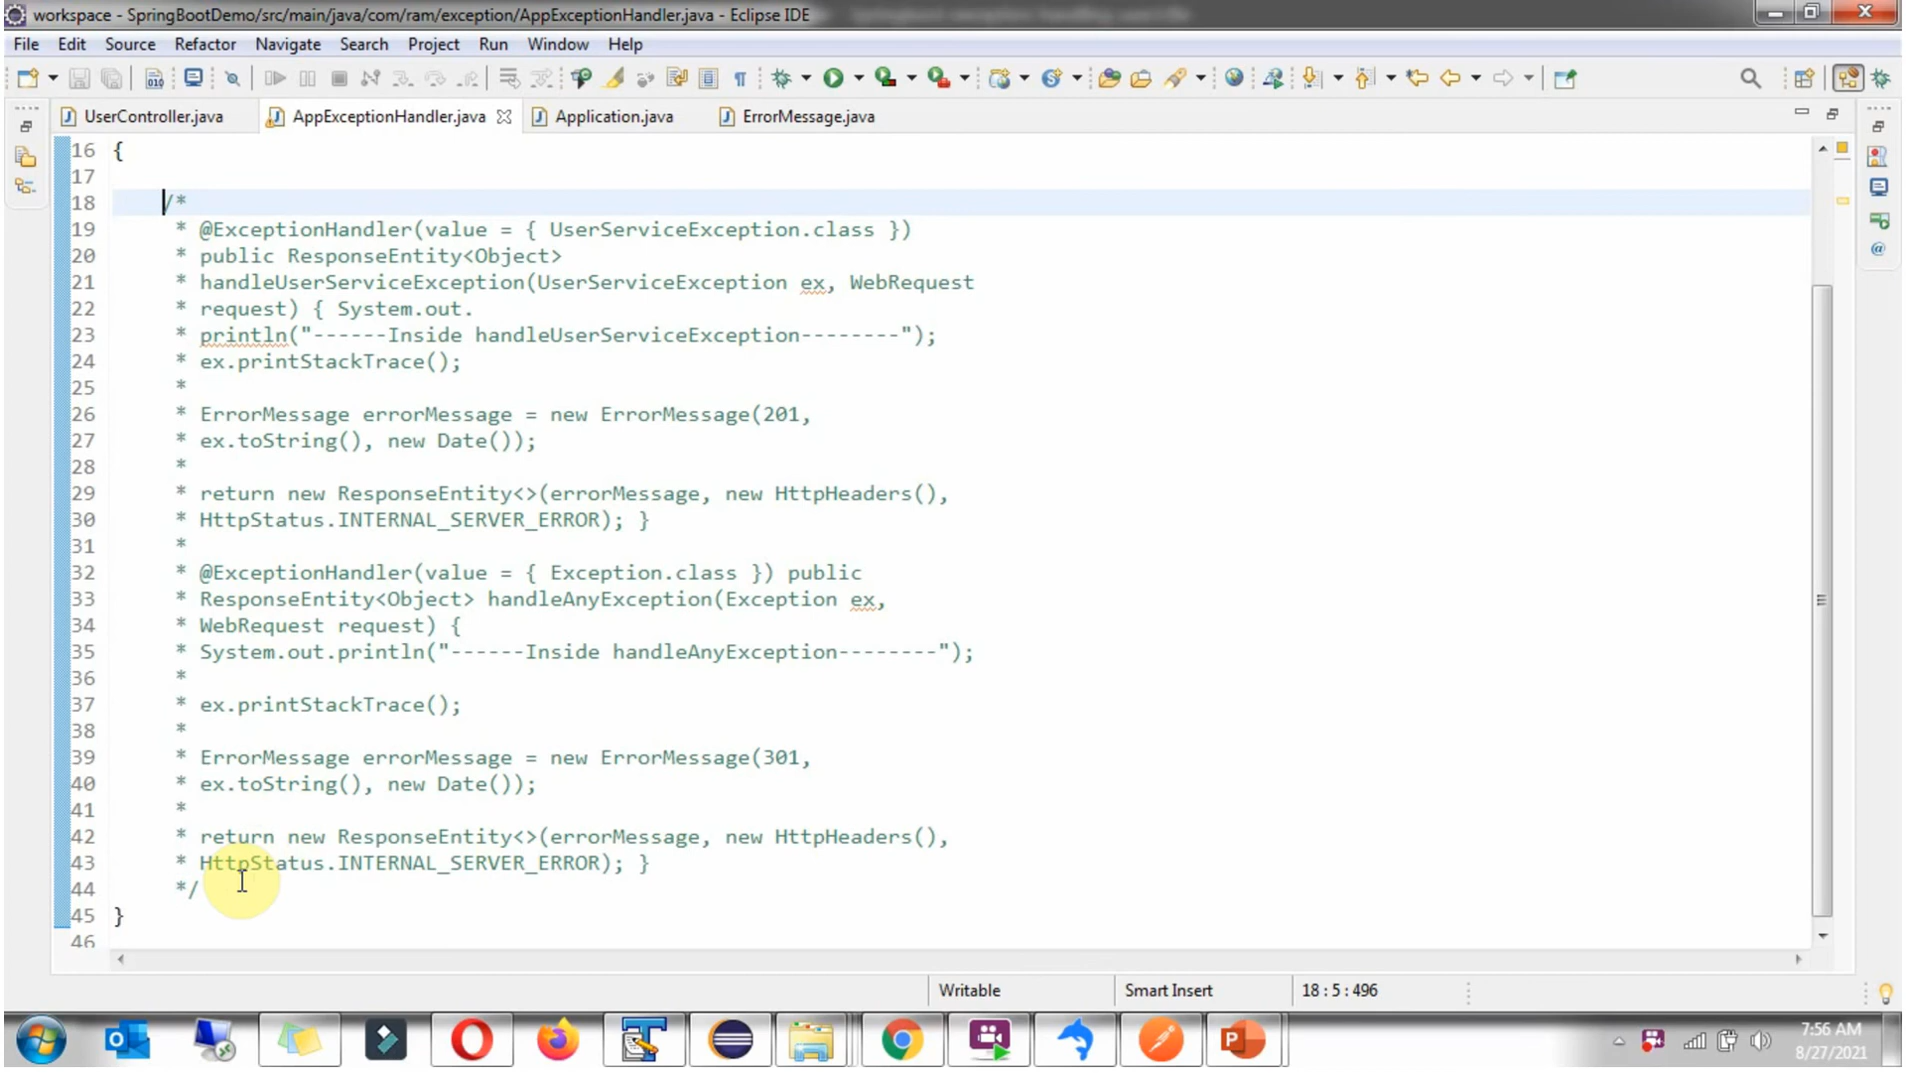 workspace - SpringBootDemo/src/main/java/com/ram/exception/AppExceptionHandler.java - Eclipse IDE
File Edit Source Refactor Navigate Search Project Run Window Help
UserController.java AppExceptionHandler.java Application.java ErrorMessage.java
16 {
17
18 /*
19 * @ExceptionHandler(value = { UserServiceException.class })
20 * public ResponseEntity<Object>
21 * handleUserServiceException(UserServiceException ex, WebRequest
22 * request) { System.out.
23 * println("------Inside handleUserServiceException--------");
24 * ex.printStackTrace();
25 *
26 * ErrorMessage errorMessage = new ErrorMessage(201,
27 * ex.toString(), new Date());
28 *
29 * return new ResponseEntity<>(errorMessage, new HttpHeaders(),
30 * HttpStatus.INTERNAL_SERVER_ERROR); }
31 *
32 * @ExceptionHandler(value = { Exception.class }) public
33 * ResponseEntity<Object> handleAnyException(Exception ex,
34 * WebRequest request) {
35 * System.out.println("------Inside handleAnyException--------");
36 *
37 * ex.printStackTrace();
38 *
39 * ErrorMessage errorMessage = new ErrorMessage(301,
40 * ex.toString(), new Date());
41 *
42 * return new ResponseEntity<>(errorMessage, new HttpHeaders(),
43 * HttpStatus.INTERNAL_SERVER_ERROR); }
44 */
45 }
46
Writable Smart Insert 18 : 5 : 496
7:56 AM
8/27/2021